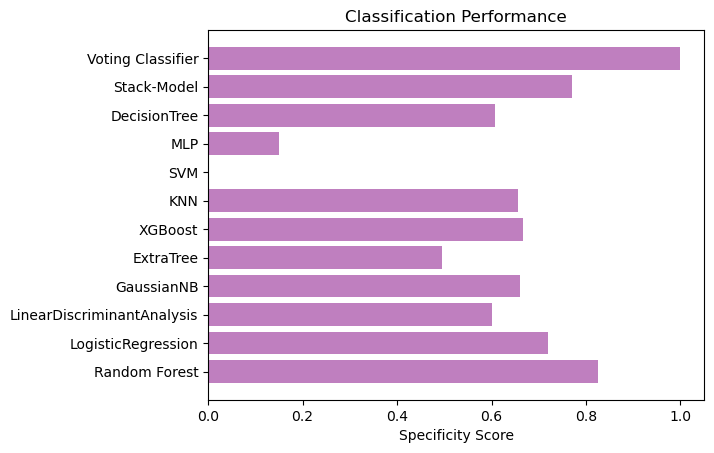 Classification Performance
Voting Classifier
Stack-Model
DecisionTree
MLP
SVM
KNN
XGBoost
ExtraTree
GaussianNB
LinearDiscriminantAnalysis
LogisticRegression
Random Forest
0.0 0.2 0.4 0.6 0.8 1.0
Specificity Score